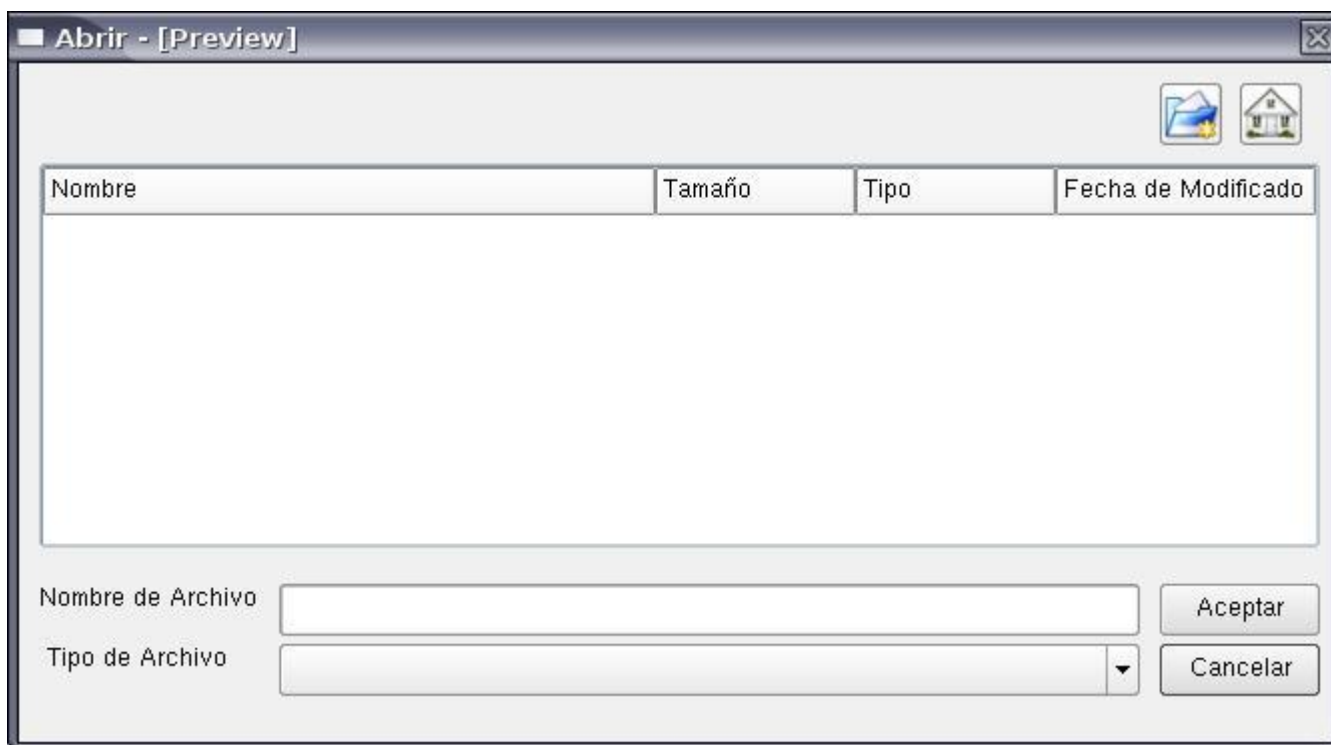 Abrir - [Preview]
Nombre Tamaño Tipo Fecha de Modificado
Nombre de Archivo Aceptar
Tipo de Archivo Cancelar